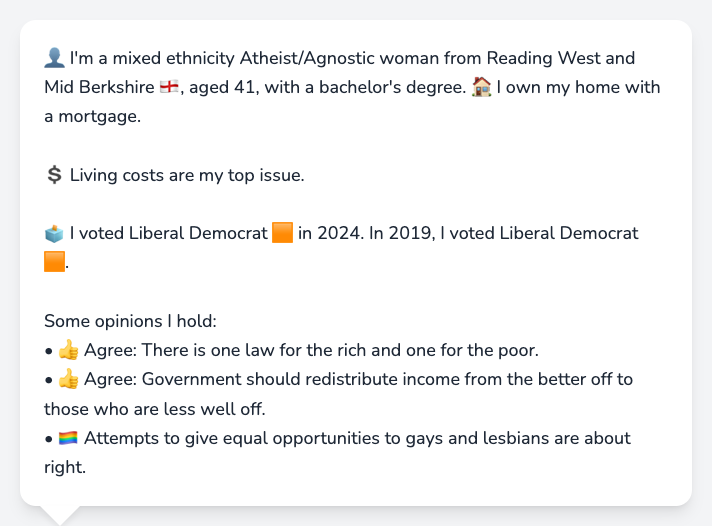 👤 I'm a mixed ethnicity Atheist/Agnostic woman from Reading West and
Mid Berkshire 🏴󠁧󠁢󠁥󠁮󠁧󠁿, aged 41, with a bachelor's degree. 🏠 I own my home with
a mortgage.
💲 Living costs are my top issue.
🗳️ I voted Liberal Democrat 🟧 in 2024. In 2019, I voted Liberal Democrat
🟧.
Some opinions I hold:
• 👍 Agree: There is one law for the rich and one for the poor.
• 👍 Agree: Government should redistribute income from the better off to
those who are less well off.
• 🏳️‍🌈 Attempts to give equal opportunities to gays and lesbians are about
right.